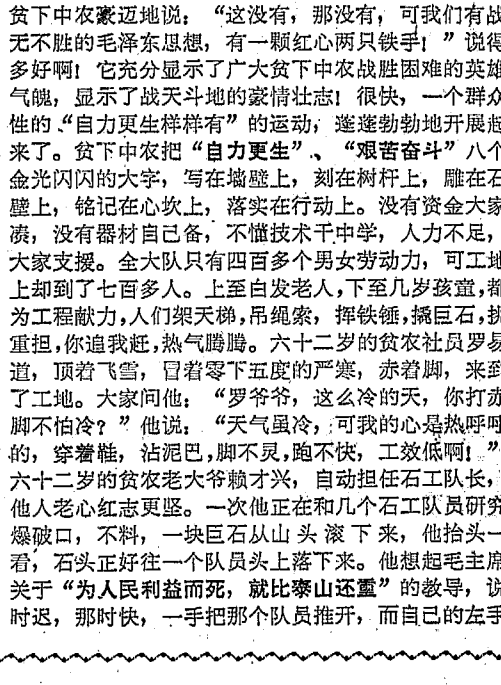 贫下中农豪迈地说：“这没有，那没有，可我们有战
无不胜的毛泽东思想，有一颗红心两只铁手！”说得
多好啊！它充分显示了广大贫下中农战胜困难的英雄
气魄，显示了战天斗地的豪情壮志！很快，一个群众
性的“自力更生样样有”的运动，蓬蓬勃勃地开展起
来了。贫下中农把“自力更生”、“艰苦奋斗”八个
金光闪闪的大字，写在墙壁上，刻在树杆上，雕在石
壁上，铭记在心坎上，落实在行动上。没有资金大家
凑，没有器材自己备，不懂技术干中学，人力不足，
大家支援。全大队只有四百多个男女劳动力，可工地
上却到了七百多人。上至白发老人，下至几岁孩童，都
为工程献力，人们架天梯，吊绳索，挥铁锤，撬巨石，挑
重担，你追我赶，热气腾腾。六十二岁的贫农社员罗易
道，顶着飞雪，冒着零下五度的严寒，赤着脚，来到
了工地。大家问他：“罗爷爷，这么冷的天，你打赤
脚不怕冷？”他说：“天气虽冷，可我的心是热呼呼
的，穿着鞋，沾泥巴，脚不灵，跑不快，工效低啊！”
六十二岁的贫农老大爷赖才兴，自动担任石工队长，
他人老心红志更坚。一次他正在和几个石工队员研究
爆破口，不料，一块巨石从山头滚下来，他抬头一
看，石头正好往一个队员头上落下来。他想起毛主席
关于“为人民利益而死，就比泰山还重”的教导，说
时迟，那时快，一手把那个队员推开，而自己的左手